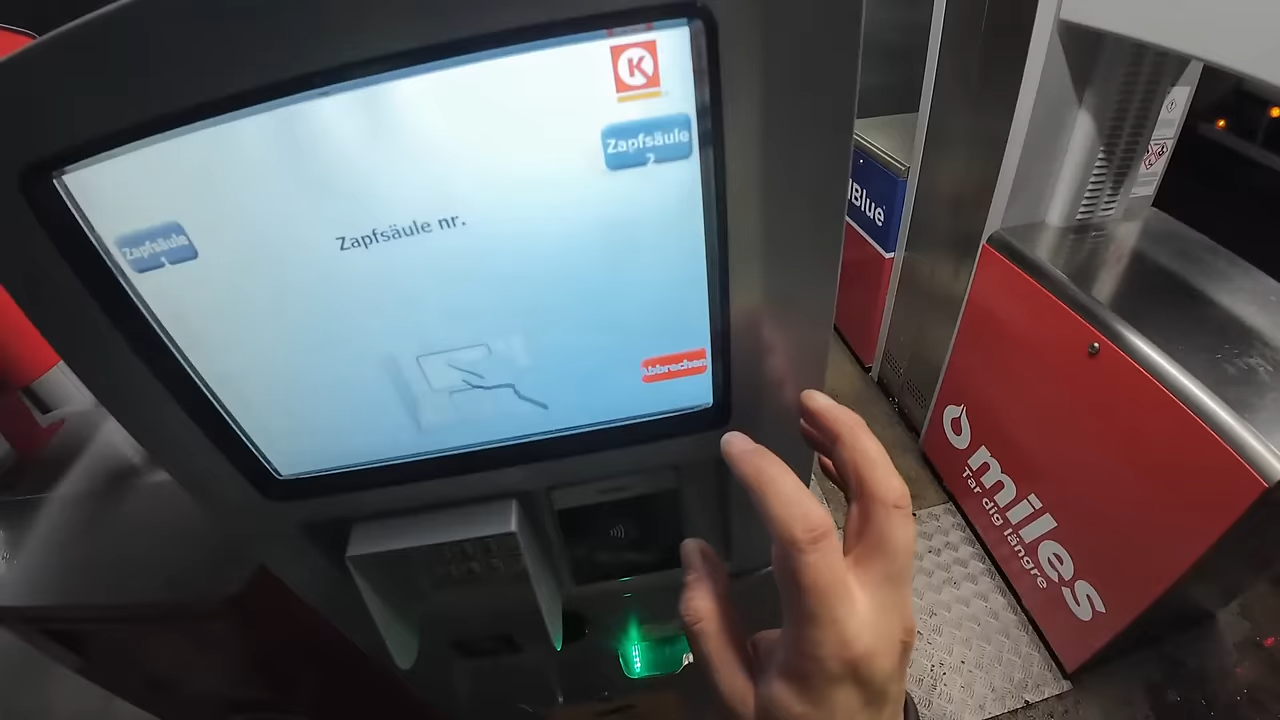 K
Zapfsäule
2
Zapfsäule
1
Zapfsäule nr.
Abbrechen
Blue
miles
Tar dig längre